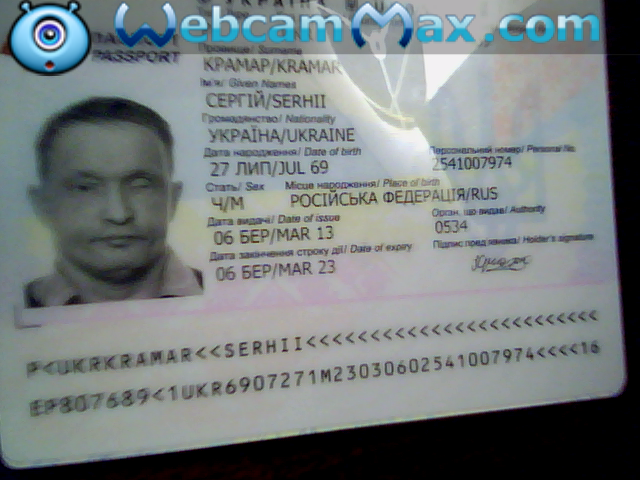 WebcamMax.com
PASSPORT
Прізвище/ Surname
КРАМАР/KRAMAR
Ім'я/ Given Names
СЕРГІЙ/SERHII
Громадянство/ Nationality
УКРАЇНА/UKRAINE
Дата народження/ Date of birth Персональний номер/ Personal No
27 ЛИП/JUL 69 2541007974
Стать/ Sex Місце народження/ Place of birth
Ч/M РОСІЙСЬКА ФЕДЕРАЦІЯ/RUS
Дата видачі/ Date of issue Орган, що видав/ Authority
06 БЕР/MAR 13 0534
Дата закінчення строку дії/ Date of expiry Підпис пред'явника/ Holder's signature
06 БЕР/MAR 23
P<UKRKRAMAR<<SERHII<<<<<<<<<<<<<<<<<<<<<<<<<
EP807689<1UKR6907271M23030602541007974<<<<16